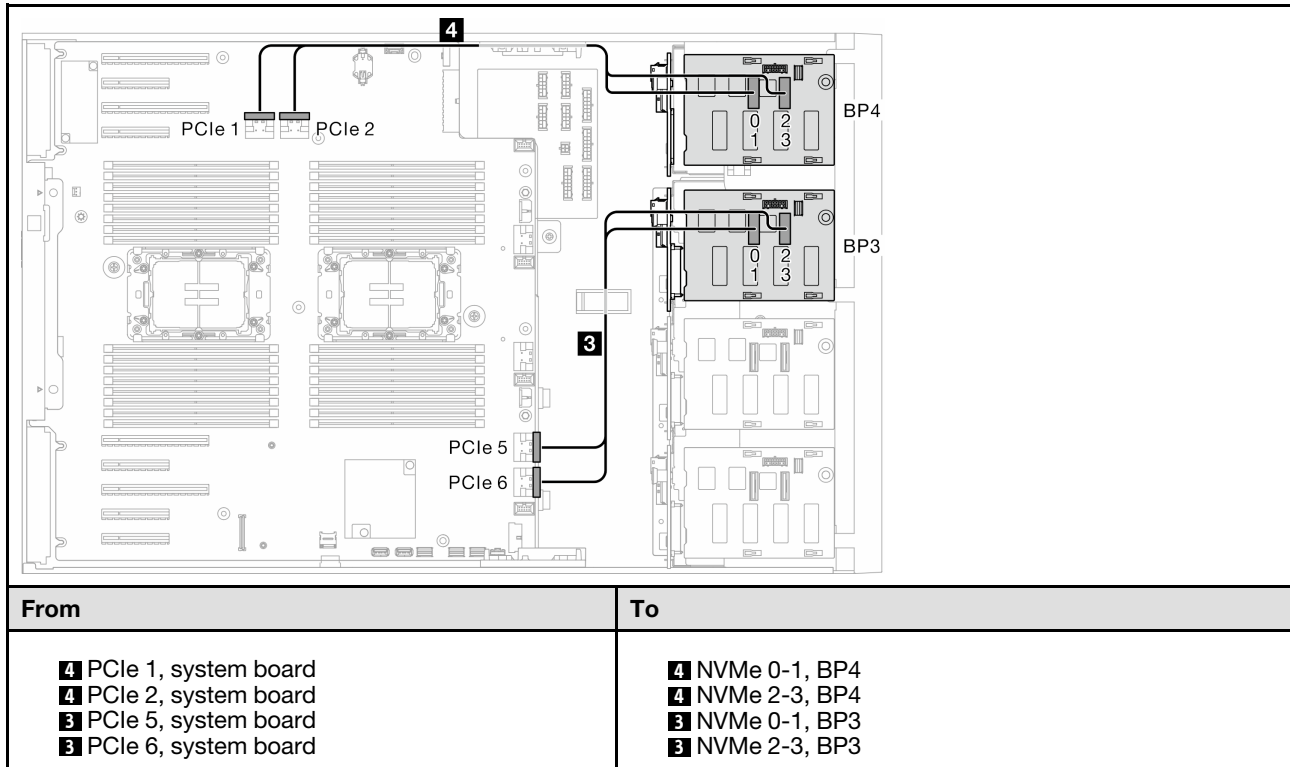 4
PCIe 1
PCIe 2
0
1
2
3
BP4
0
1
2
3
BP3
3
PCIe 5
PCIe 6
From
To
4 PCIe 1, system board
4 PCIe 2, system board
3 PCIe 5, system board
3 PCIe 6, system board
4 NVMe 0-1, BP4
4 NVMe 2-3, BP4
3 NVMe 0-1, BP3
3 NVMe 2-3, BP3